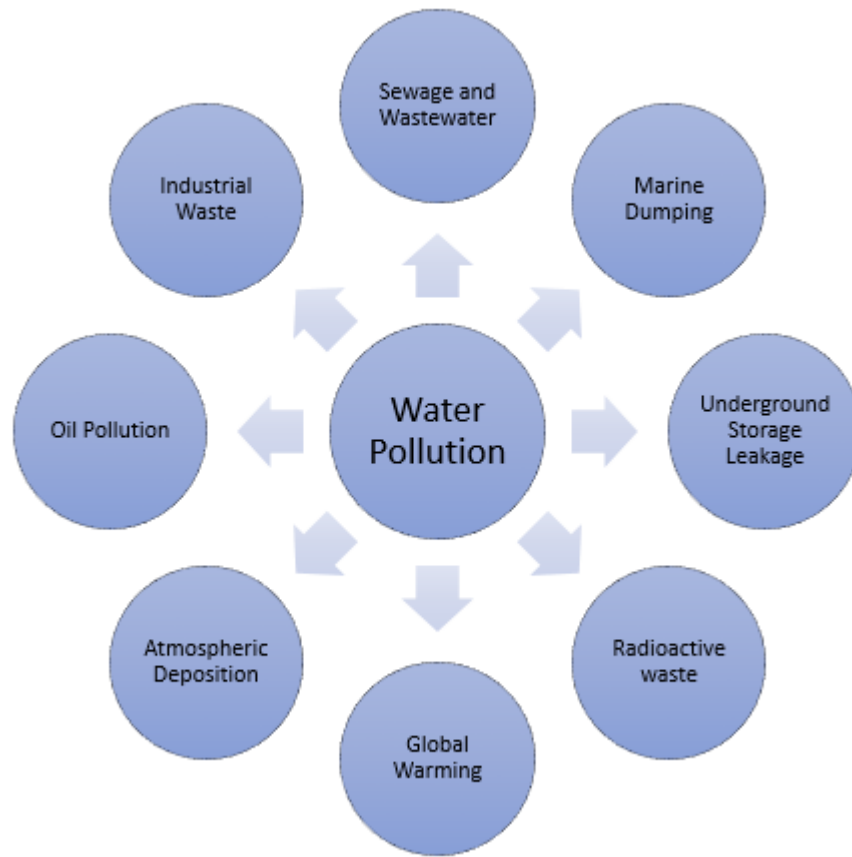 Sewage and
Wastewater
Marine
Dumping
Underground
Storage
Leakage
Radioactive
waste
Global
Warming
Atmospheric
Deposition
Oil Pollution
Industrial
Waste
Water
Pollution